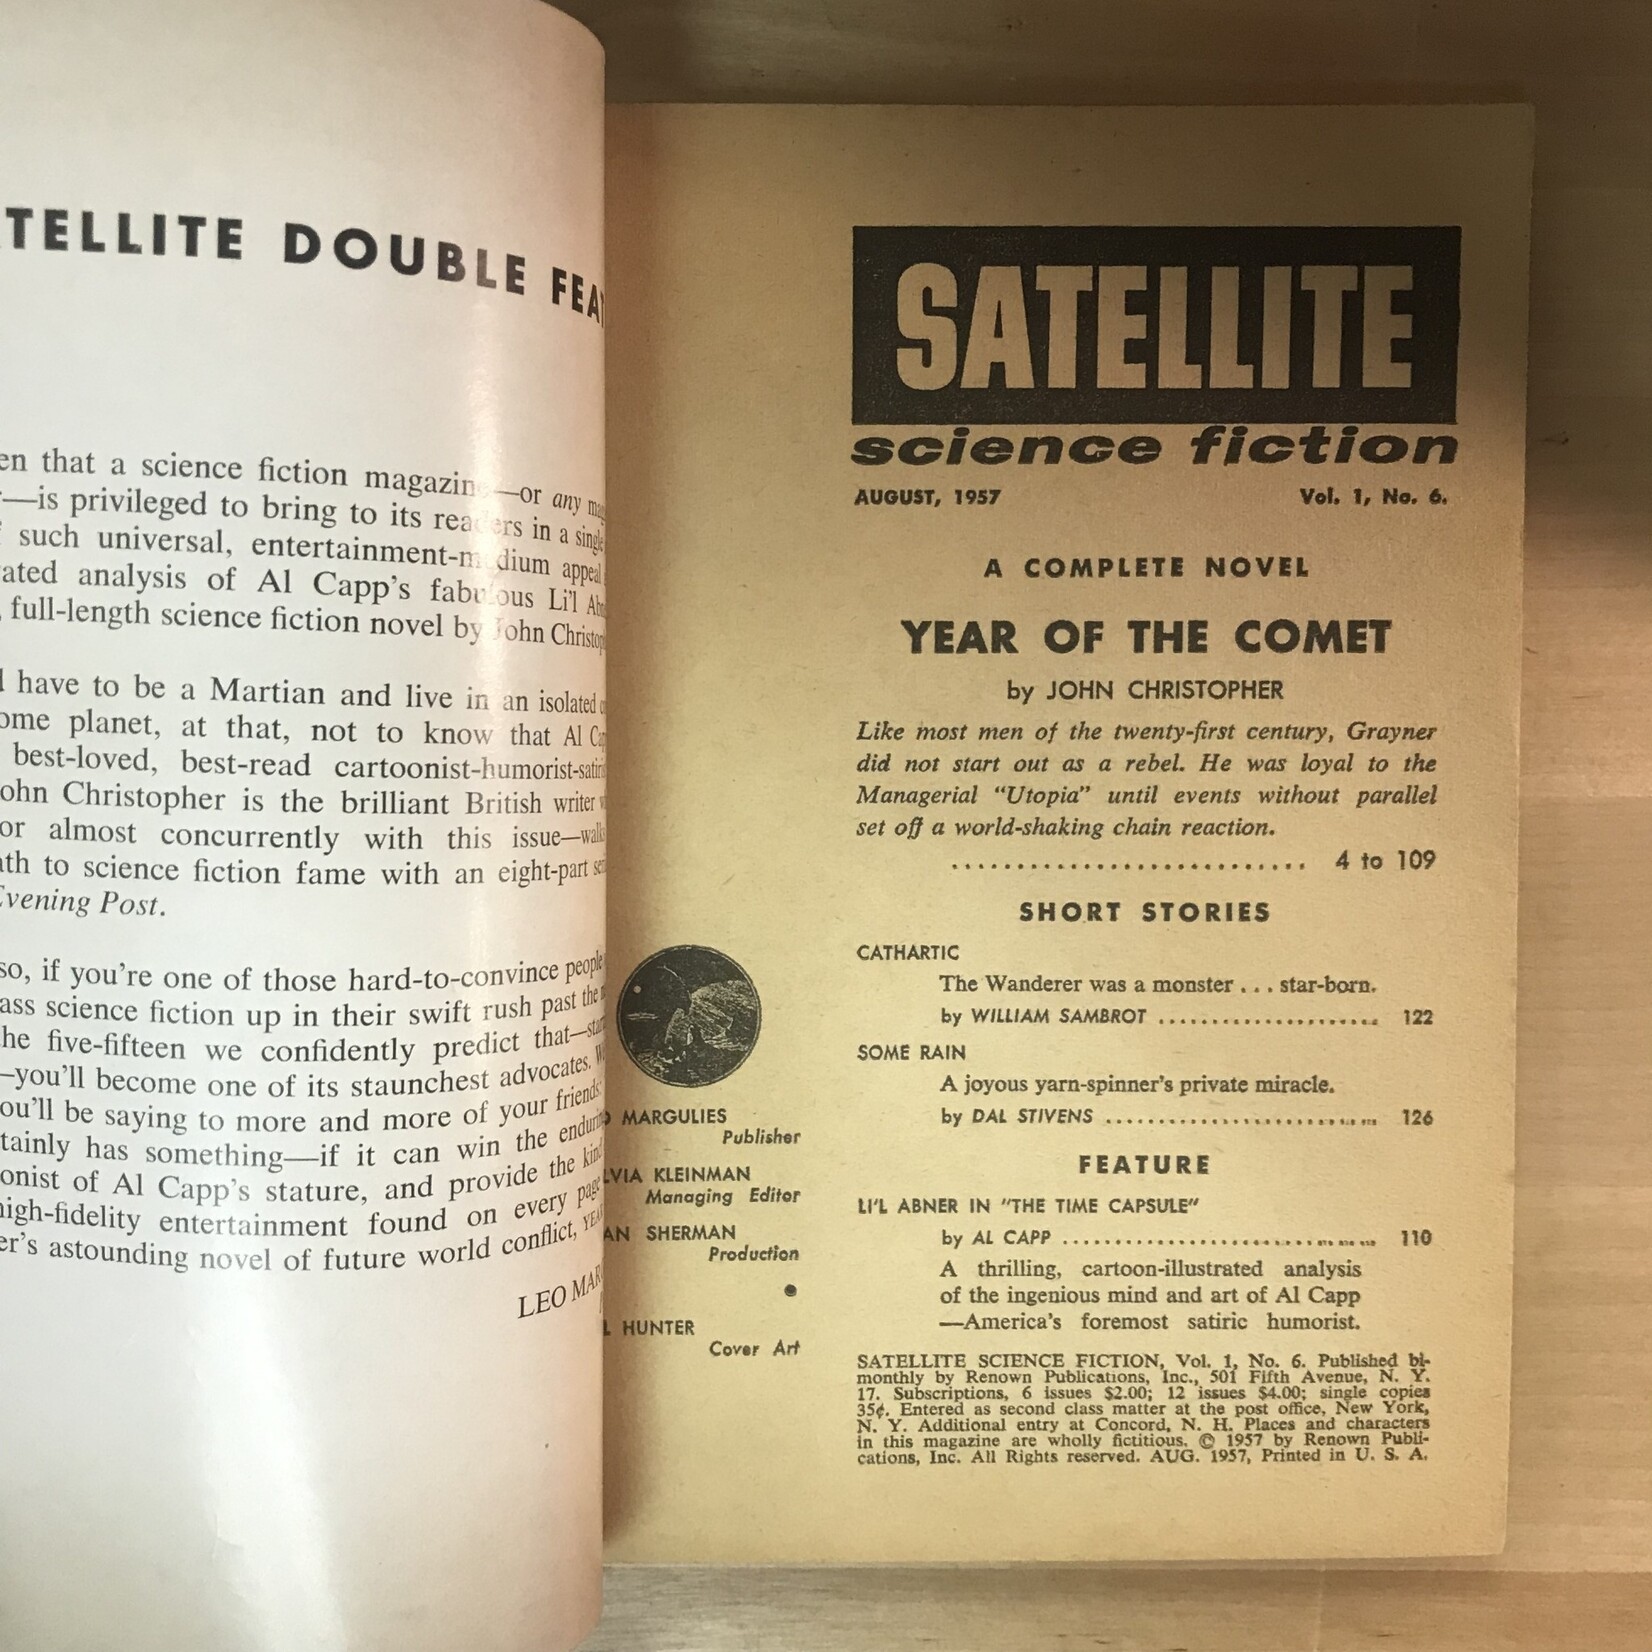 TELLITE DOUBLE FEA
en that a science fiction magazin —or any
—is privileged to bring to its readers in a single
such universal, entertainment-medium appeal
ated analysis of Al Capp's fabulous Li'l
, full-length science fiction novel by John Christop
have to be a Martian and live in an isolated
ome planet, at that, not to know that Al
best-loved, best-read cartoonist-humorist-satir
ohn Christopher is the brilliant British writer
or almost concurrently with this issue—walk
ath to science fiction fame with an eight-part
Evening Post.
so, if you're one of those hard-to-convince people
ass science fiction up in their swift rush past the
he five-fifteen we confidently predict that—start
—you'll become one of its staunchest advocates.
ou'll be saying to more and more of your friends:
tainly has something—if it can win the enduring
onist of Al Capp's stature, and provide the kind
high-fidelity entertainment found on every page
er's astounding novel of future world conflict, YEAR
LEO MAR
SATELLITE
science fiction
AUGUST, 1957 Vol. 1, No. 6.
A COMPLETE NOVEL
YEAR OF THE COMET
by JOHN CHRISTOPHER
Like most men of the twenty-first century, Grayner
did not start out as a rebel. He was loyal to the
Managerial "Utopia" until events without parallel
set off a world-shaking chain reaction.
................................ 4 to 109
SHORT STORIES
CATHARTIC
The Wanderer was a monster . . . star-born.
by WILLIAM SAMBROT ..................... 122
SOME RAIN
A joyous yarn-spinner's private miracle.
by DAL STIVENS .......................... 126
FEATURE
LI'L ABNER IN "THE TIME CAPSULE"
by AL CAPP .............................. 110
A thrilling, cartoon-illustrated analysis
of the ingenious mind and art of Al Capp
—America's foremost satiric humorist.
SATELLITE SCIENCE FICTION, Vol. 1, No. 6. Published bi-
monthly by Renown Publications, Inc., 501 Fifth Avenue, N. Y.
17. Subscriptions, 6 issues $2.00; 12 issues $4.00; single copies
35¢. Entered as second class matter at the post office, New York,
N. Y. Additional entry at Concord, N. H. Places and characters
in this magazine are wholly fictitious. © 1957 by Renown Publi-
cations, Inc. All Rights reserved. AUG. 1957, Printed in U. S. A.
MARGULIES
Publisher
LVIA KLEINMAN
Managing Editor
AN SHERMAN
Production
L HUNTER
Cover Art